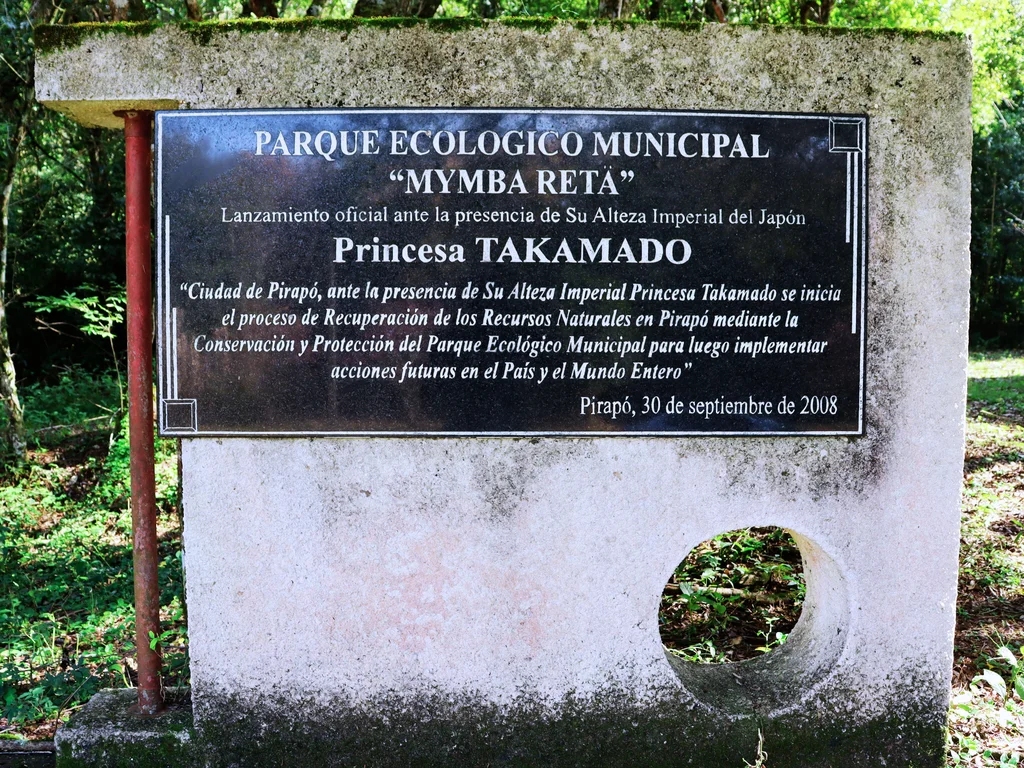 PARQUE ECOLOGICO MUNICIPAL
“MYMBA RETÄ”
Lanzamiento oficial ante la presencia de Su Alteza Imperial del Japón
Princesa TAKAMADO
“Ciudad de Pirapó, ante la presencia de Su Alteza Imperial Princesa Takamado se inicia
el proceso de Recuperación de los Recursos Naturales en Pirapó mediante la
Conservación y Protección del Parque Ecológico Municipal para luego implementar
acciones futuras en el País y el Mundo Entero”
Pirapó, 30 de septiembre de 2008